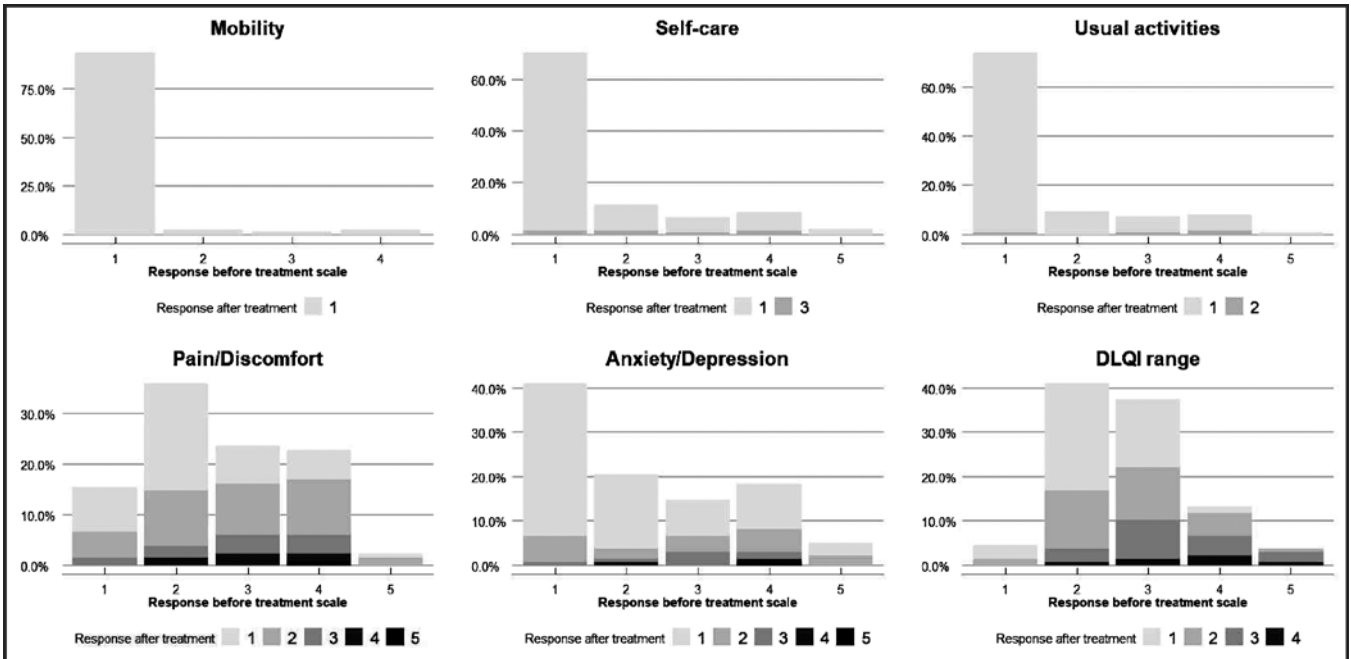 Mobility
75.0%
50.0%
25.0%
0.0%
1 2 3 4
Response before treatment scale
Response after treatment 1
Self-care
60.0%
40.0%
20.0%
0.0%
1 2 3 4 5
Response before treatment scale
Response after treatment 1 3
Usual activities
60.0%
40.0%
20.0%
0.0%
1 2 3 4 5
Response before treatment scale
Response after treatment 1 2
Pain/Discomfort
30.0%
20.0%
10.0%
0.0%
1 2 3 4 5
Response before treatment scale
Response after treatment 1 2 3 4 5
Anxiety/Depression
40.0%
30.0%
20.0%
10.0%
0.0%
1 2 3 4 5
Response before treatment scale
Response after treatment 1 2 3 4 5
DLQI range
40.0%
30.0%
20.0%
10.0%
0.0%
1 2 3 4 5
Response before treatment scale
Response after treatment 1 2 3 4